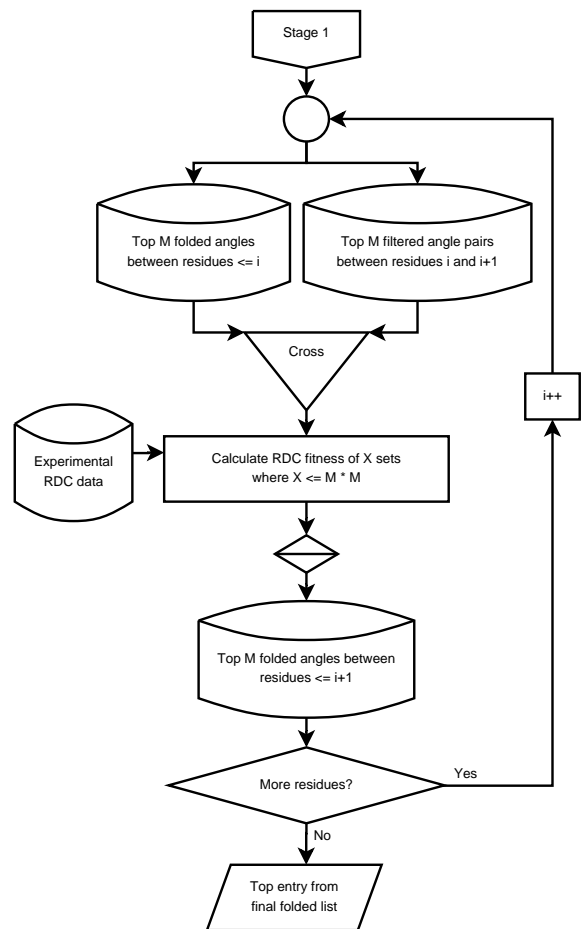 Stage 1
Top M folded angles
between residues <= i
Top M filtered angle pairs
between residues i and i+1
Cross
i++
Experimental
RDC data
Calculate RDC fitness of X sets
where X <= M * M
Top M folded angles between
residues <= i+1
More residues?
Yes
No
Top entry from
final folded list